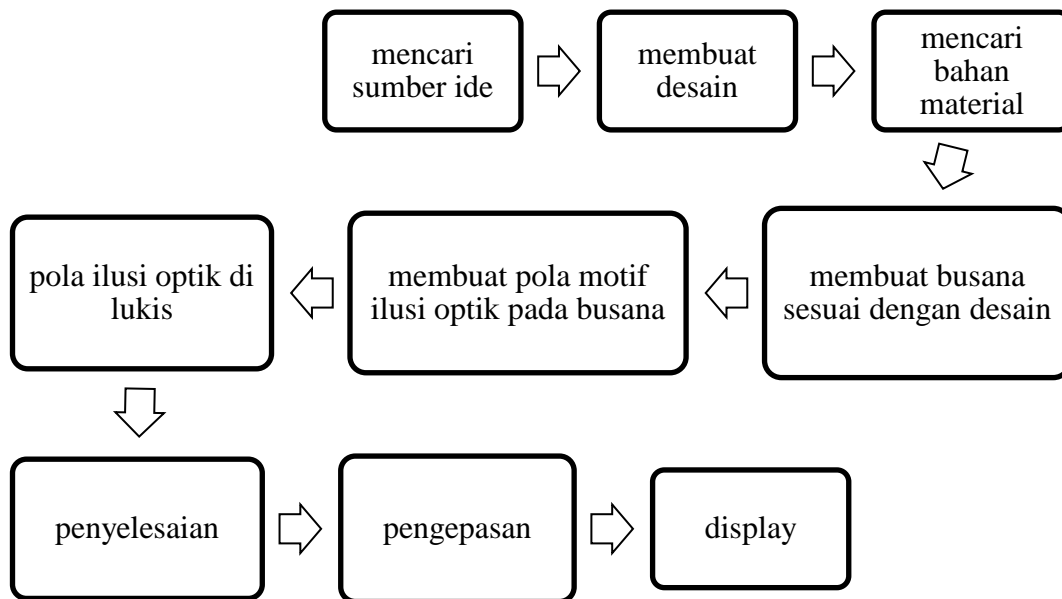 mencari
sumber ide
membuat
desain
mencari
bahan
material
membuat busana
sesuai dengan desain
membuat pola motif
ilusi optik pada busana
pola ilusi optik di
lukis
penyelesaian
pengepasan
display